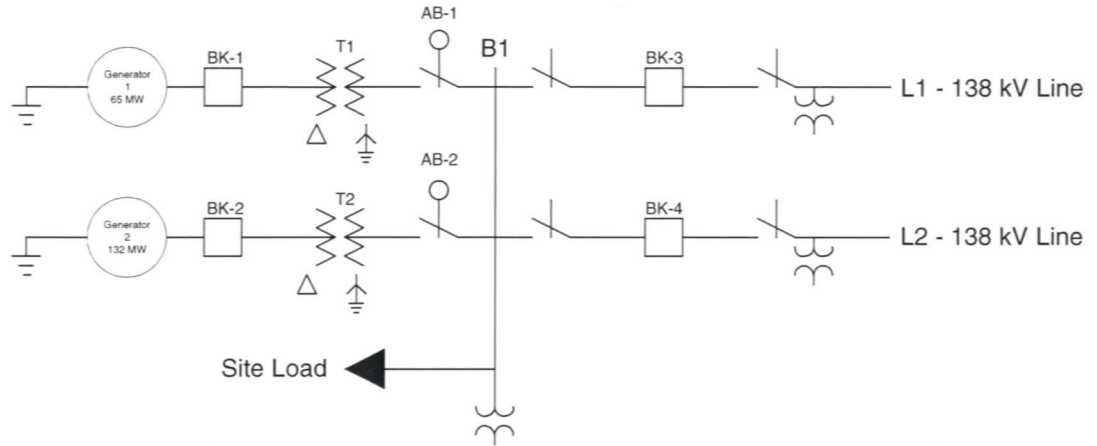 AB-1
B1
T1
BK-1
BK-3
Generator
1
65 MW
L1 - 138 kV Line
AB-2
T2
BK-2
BK-4
Generator
2
132 MW
L2 - 138 kV Line
Site Load